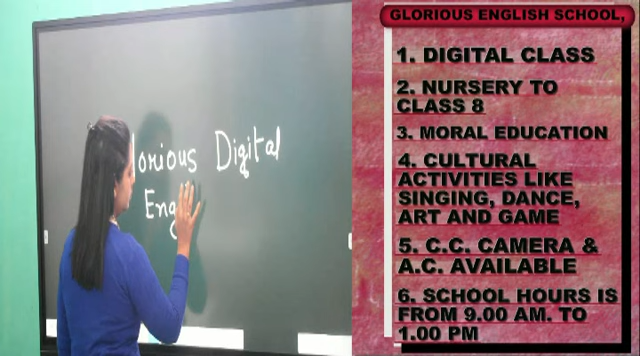 lorious Digital
Eng
GLORIOUS ENGLISH SCHOOL,
1. DIGITAL CLASS
2. NURSERY TO
CLASS 8
3. MORAL EDUCATION
4. CULTURAL
ACTIVITIES LIKE
SINGING, DANCE,
ART AND GAME
5. C.C. CAMERA &
A.C. AVAILABLE
6. SCHOOL HOURS IS
FROM 9.00 AM. TO
1.00 PM